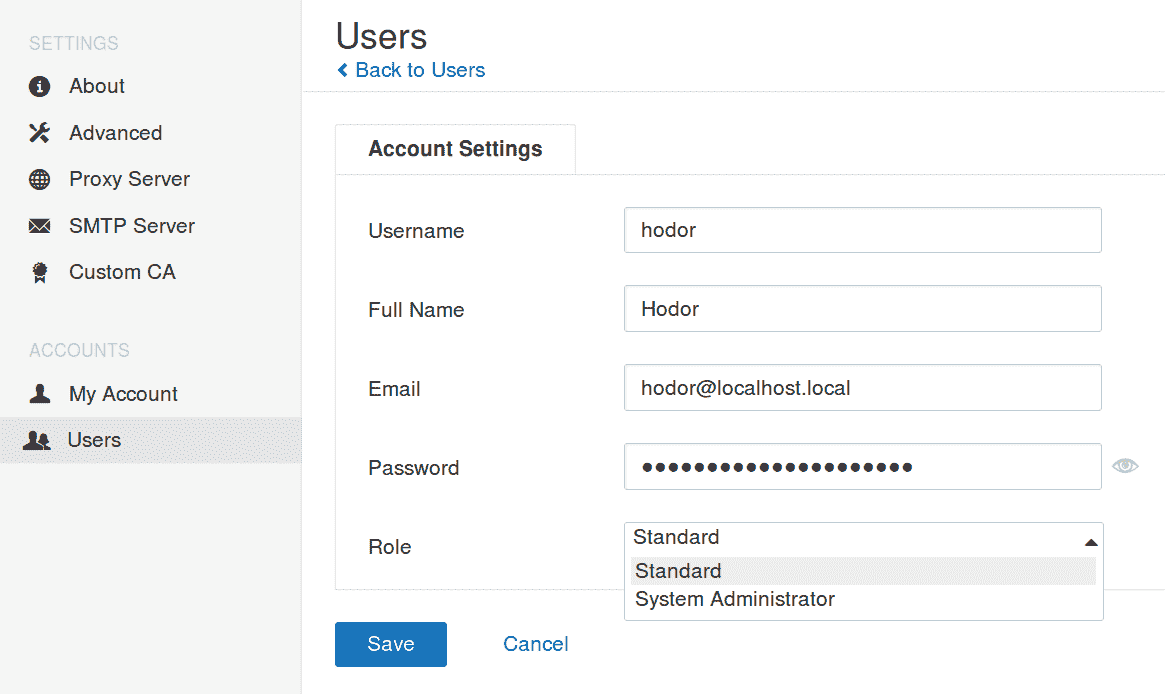 SETTINGS
About
Advanced
Proxy Server
SMTP Server
Custom CA
ACCOUNTS
My Account
Users
Users
Back to Users
Account Settings
Username
hodor
Full Name
Hodor
Email
hodor@localhost.local
Password
●●●●●●●●●●●●●●●●●●●●●
Role
Standard
Standard
System Administrator
Save
Cancel